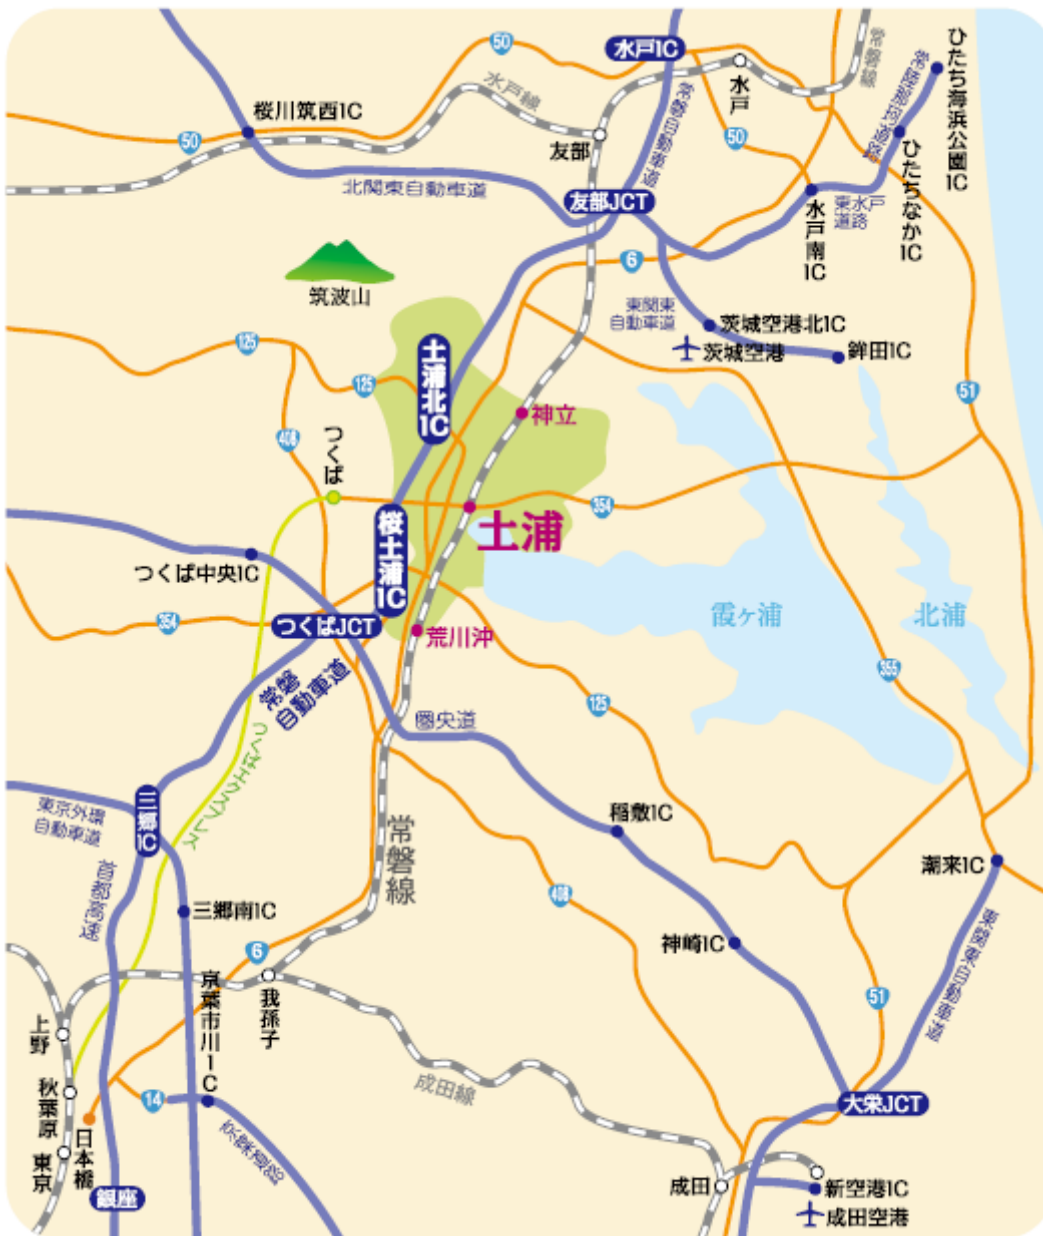 50
水戸IC
水戸
常磐線
ひたち海浜公園IC
常陸那珂道路
水戸線
桜川筑西IC
50
友部
常磐自動車道
50
ひたちなか IC
北関東自動車道
友部JCT
水戸南IC
東水戸
道路
6
筑波山
東関東
自動車道
茨城空港北IC
茨城空港
鉾田IC
125
土浦北IC
125
51
408
つくば
神立
354
土浦
桜土浦IC
つくば中央IC
354
つくばJCT
荒川沖
霞ヶ浦
北浦
355
常磐
自動車道
125
圏央道
つくばエクスプレス
三郷IC
東京外環
自動車道
稲敷IC
常磐線
潮来IC
首都高速
408
三郷南IC
神崎IC
6
東関東自動車道
京葉市川IC
我孫子
51
上野
成田線
秋葉原
14
大栄JCT
日本橋
京葉道路
東京
銀座
成田
新空港IC
成田空港